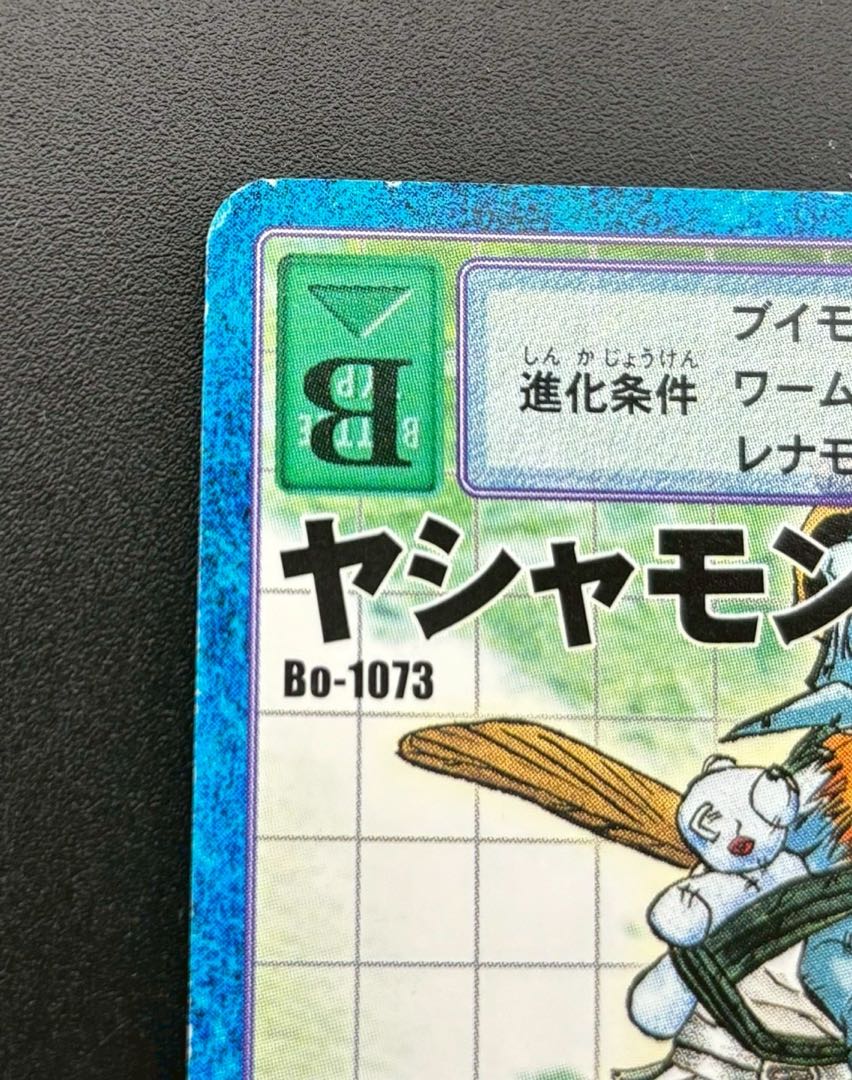 B
ブイモ
しん か じょうけん
進化条件
ワーム
レナモ
ヤシャモン
Bo-1073